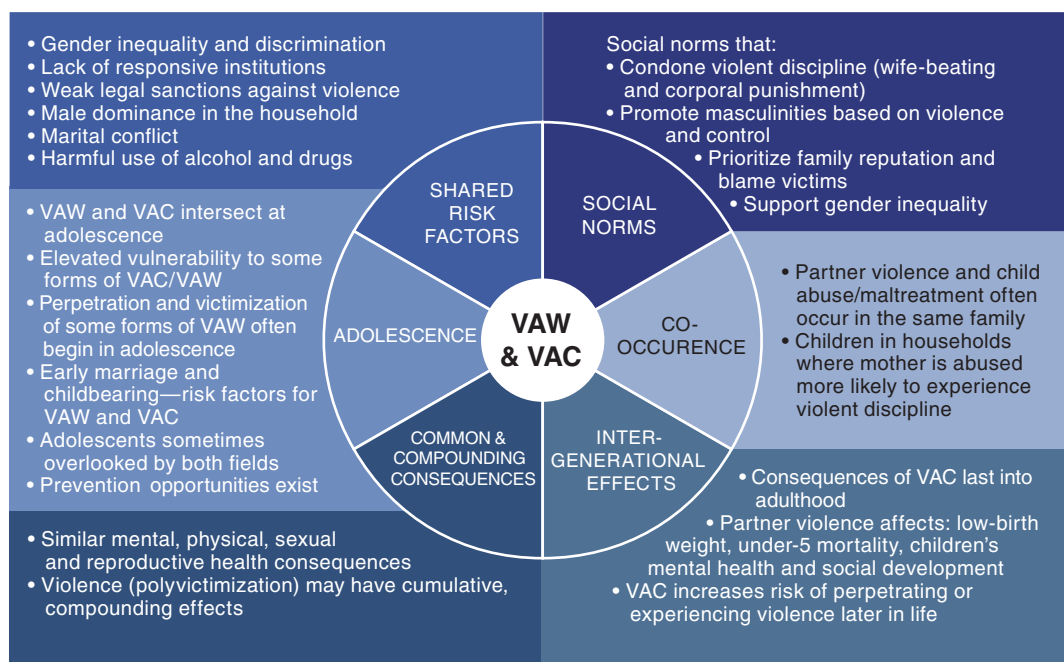 • Gender inequality and discrimination
• Lack of responsive institutions
• Weak legal sanctions against violence
• Male dominance in the household
• Marital conflict
• Harmful use of alcohol and drugs
Social norms that:
• Condone violent discipline (wife-beating
and corporal punishment)
• Promote masculinities based on violence
and control
• Prioritize family reputation and
blame victims
• Support gender inequality
SHARED
RISK
FACTORS
SOCIAL
NORMS
• VAW and VAC intersect at
adolescence
• Elevated vulnerability to some
forms of VAC/VAW
• Perpetration and victimization
of some forms of VAW often
begin in adolescence
• Early marriage and
childbearing—risk factors for
VAW and VAC
• Adolescents sometimes
overlooked by both fields
• Prevention opportunities exist
ADOLESCENCE
VAW
& VAC
CO-
OCCURENCE
• Partner violence and child
abuse/maltreatment often
occur in the same family
• Children in households
where mother is abused
more likely to experience
violent discipline
COMMON &
COMPOUNDING
CONSEQUENCES
INTER-
GENERATIONAL
EFFECTS
• Similar mental, physical, sexual
and reproductive health consequences
• Violence (polyvictimization) may have cumulative,
compounding effects
• Consequences of VAC last into
adulthood
• Partner violence affects: low-birth
weight, under-5 mortality, children’s
mental health and social development
• VAC increases risk of perpetrating or
experiencing violence later in life